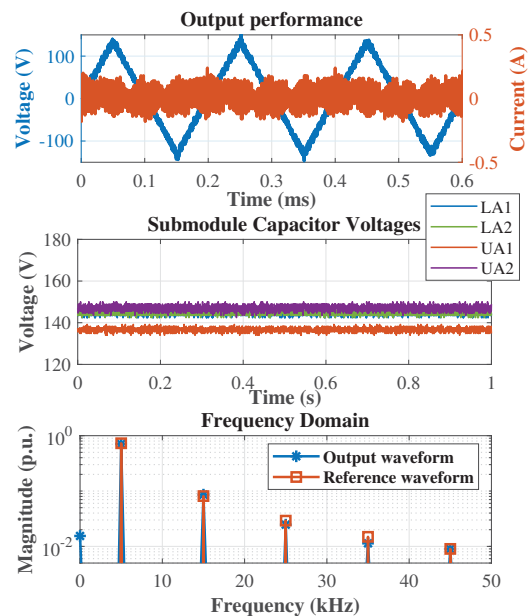 Output performance
Voltage (V)
100
0
-100
0.5
0
-0.5
Current (A)
0 0.1 0.2 0.3 0.4 0.5 0.6
Time (ms)
LA1
LA2
UA1
UA2
Submodule Capacitor Voltages
Voltage (V)
180
160
140
120
0 0.2 0.4 0.6 0.8 1
Time (s)
Frequency Domain
Magnitude (p.u.)
10^0
10^-2
Output waveform
Reference waveform
0 10 20 30 40 50
Frequency (kHz)